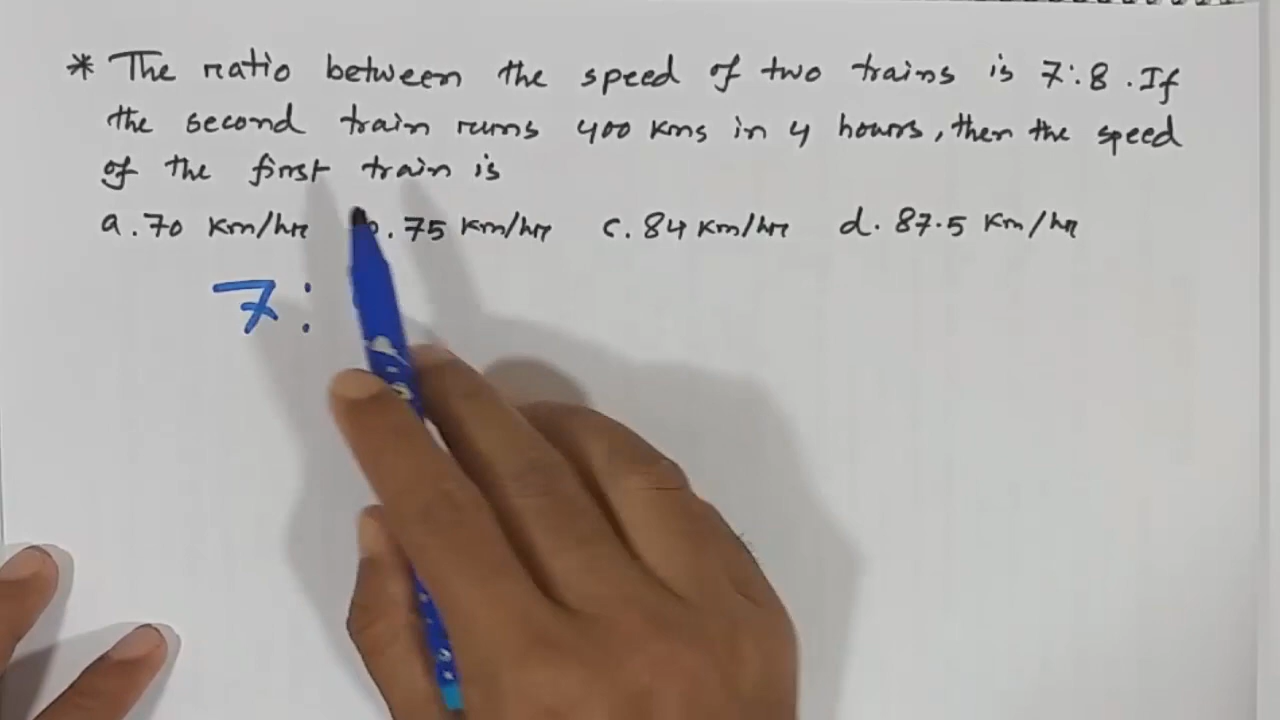 * The ratio between the speed of two trains is 7:8. If
the second train runs 400 kms in 4 hours, then the speed
of the first train is
a. 70 km/hr b. 75 km/hr c. 84 km/hr d. 87.5 km/hr
7: